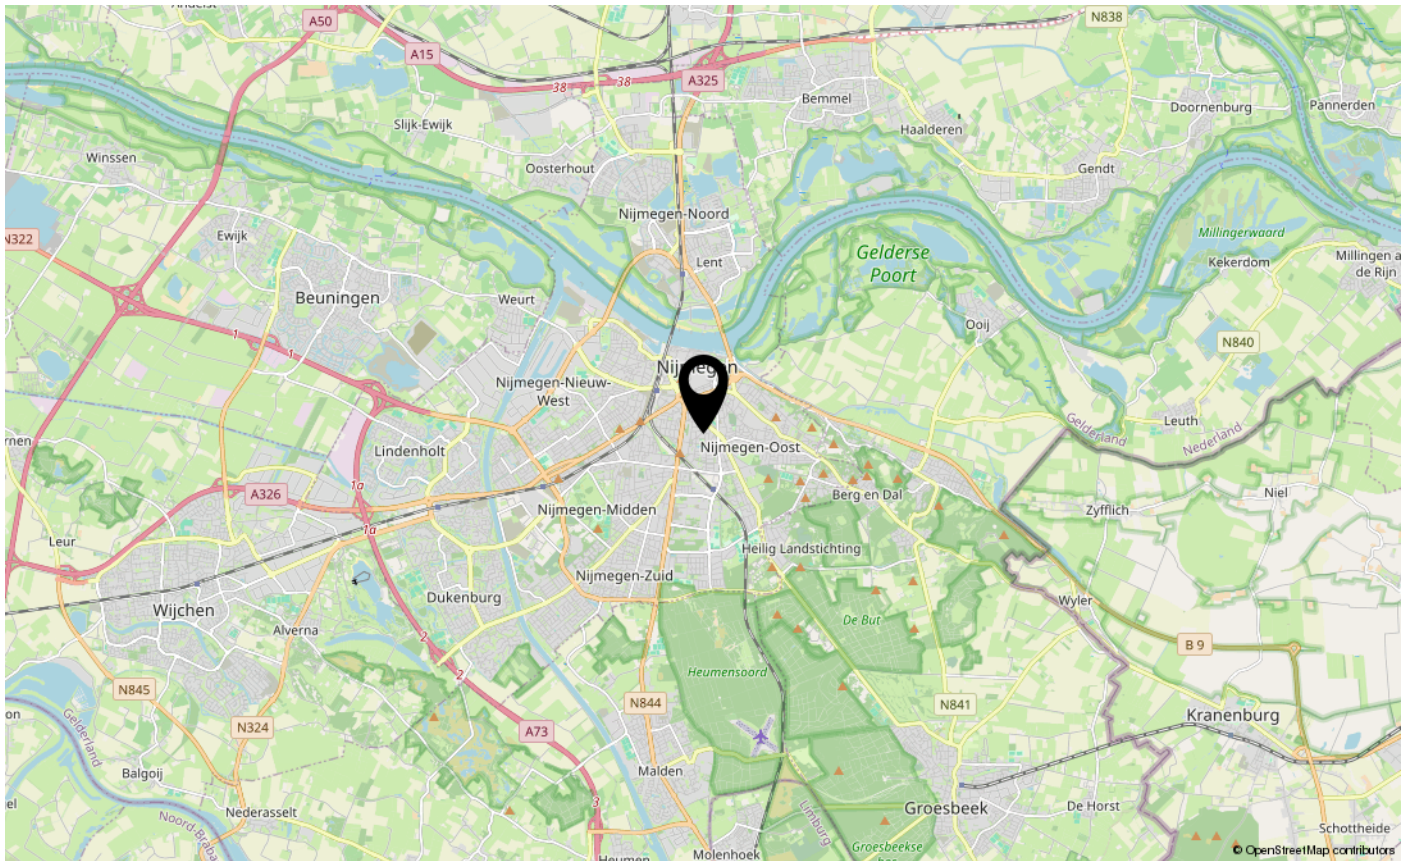 Andelst
A50
N838
A15
A325
38
38
Bemmel
Doornenburg
Pannerden
Slijk-Ewijk
Haalderen
Winssen
Oosterhout
Gendt
Nijmegen-Noord
N322
Ewijk
Millingerwaard
Gelderse
Poort
Lent
Kekerdom
Millingen a
de Rijn
Beuningen
Weurt
Ooij
1
N840
1
Nijmegen
Nijmegen-Nieuw-
West
Leuth
Gelderland
Nederland
rnen
Lindenholt
Nijmegen-Oost
1a
A326
Berg en Dal
Niel
Nijmegen-Midden
Zyfflich
1a
Leur
Heilig Landstichting
Nijmegen-Zuid
Dukenburg
Wyler
Wijchen
De But
Alverna
2
B 9
2
Heumensoord
N845
N844
N841
Kranenburg
on
Gelderland
N324
A73
Balgoij
Malden
3
el
Nederasselt
Groesbeek
De Horst
Limburg
Noord-Braba
Schottheide
Groesbeekse
Heumen
Molenhoek
© OpenStreetMap contributors